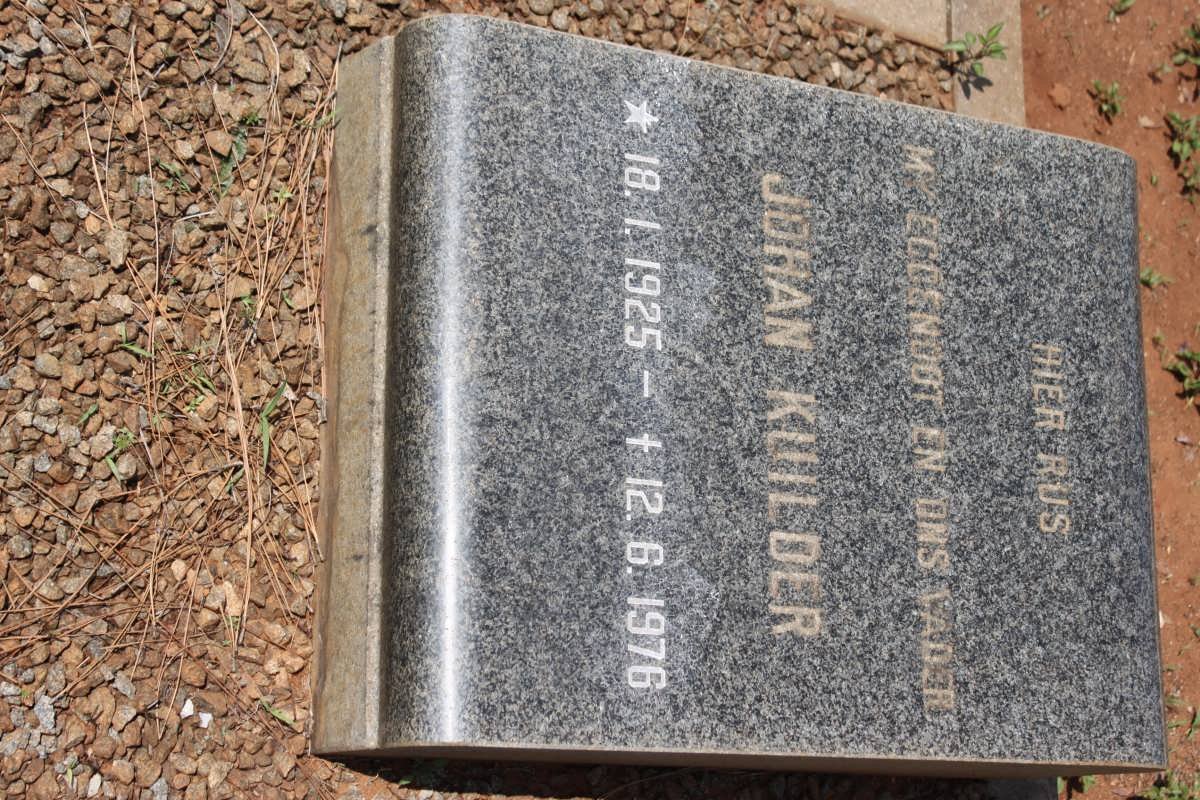 HIER RUS
MY EGGENOOT EN ONS VADER
JOHAN KUILDER
★ 18. 1. 1925 – † 12. 6. 1976